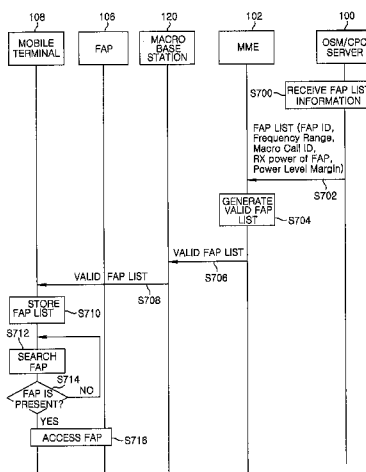 108
106
120
102
100
MOBILE
TERMINAL
FAP
MACRO
BASE
STATION
MME
OSM/CPC
SERVER
S700
RECEIVE FAP LIST
INFORMATION
FAP LIST (FAP ID,
Frequency Range,
Macro Call ID,
RX power of FAP,
Power Level Margin)
S702
GENERATE
VALID FAP
LIST
S704
VALID FAP LIST
S706
VALID FAP LIST
S708
STORE
FAP LIST
S710
S712
SEARCH
FAP
S714
FAP IS
PRESENT?
NO
YES
ACCESS FAP
S716